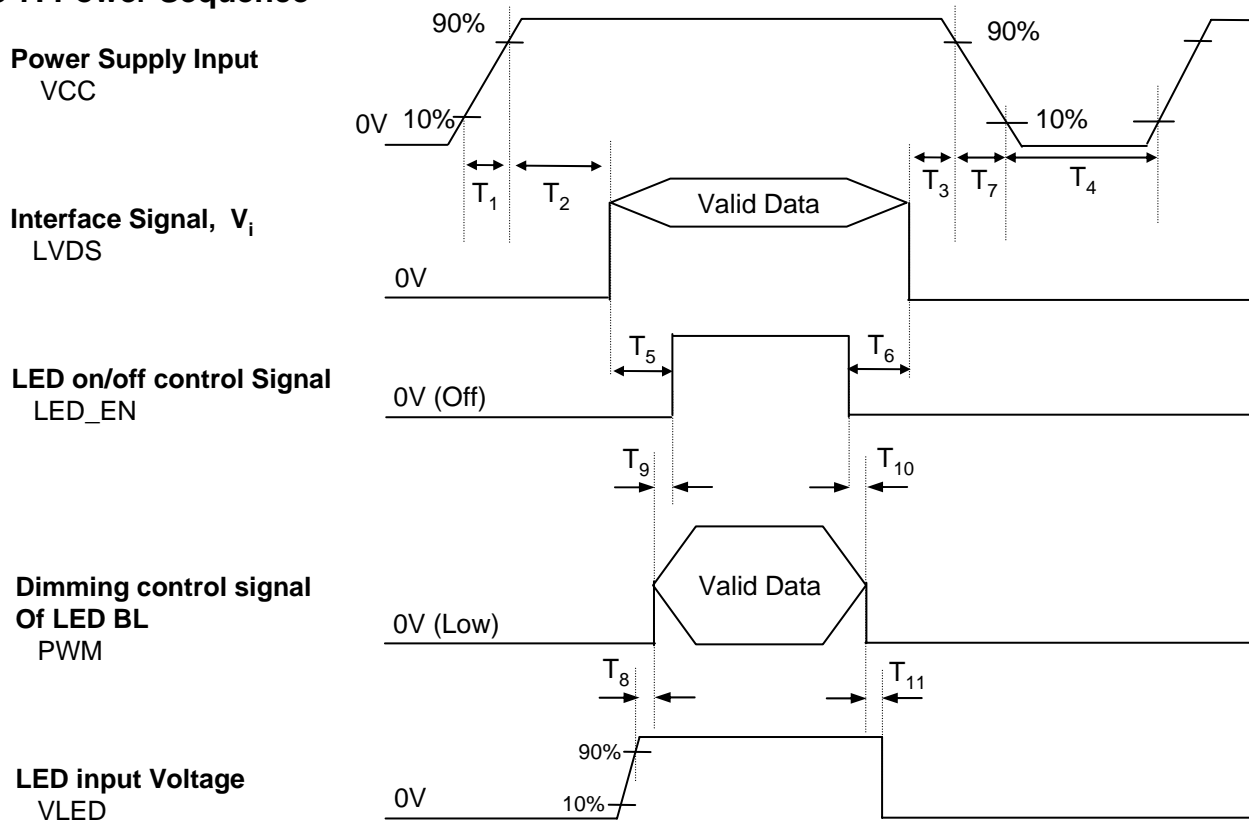 Power Sequence
90%
90%
Power Supply Input
VCC
0V
10%
10%
T1
T2
T3
T7
T4
Valid Data
Interface Signal, Vi
LVDS
0V
T5
T6
LED on/off control Signal
LED_EN
0V (Off)
T9
T10
Valid Data
Dimming control signal
Of LED BL
PWM
0V (Low)
T8
T11
90%
LED input Voltage
VLED
0V
10%